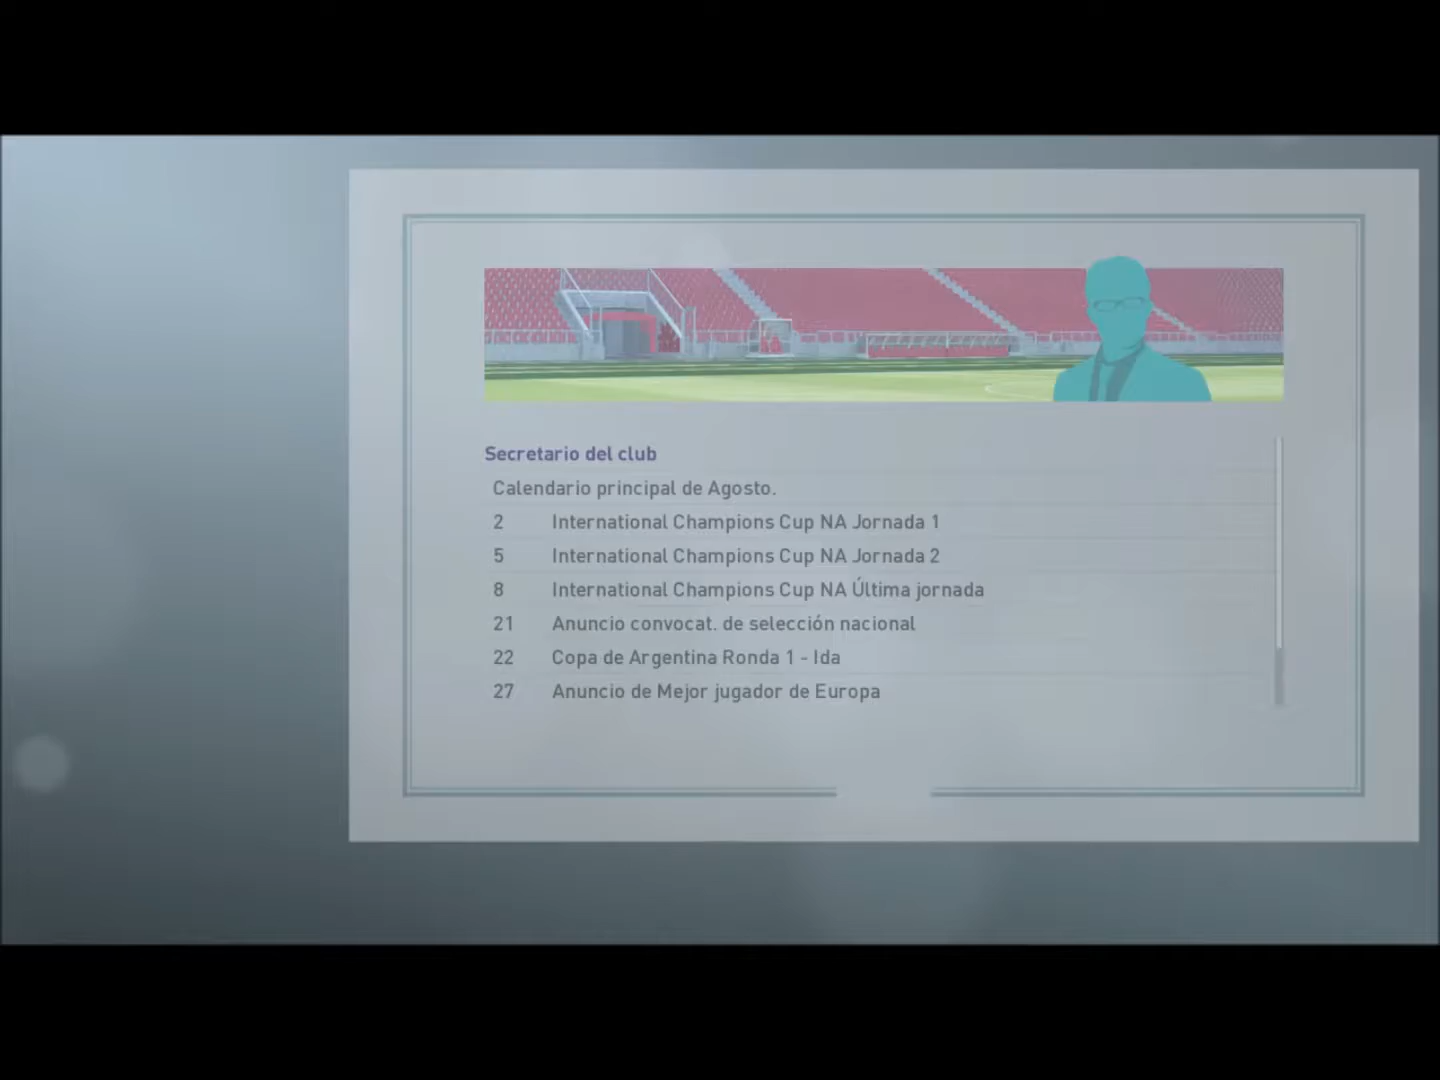 Secretario del club
Calendario principal de Agosto.
2 International Champions Cup NA Jornada 1
5 International Champions Cup NA Jornada 2
8 International Champions Cup NA Última jornada
21 Anuncio convocat. de selección nacional
22 Copa de Argentina Ronda 1 - Ida
27 Anuncio de Mejor jugador de Europa